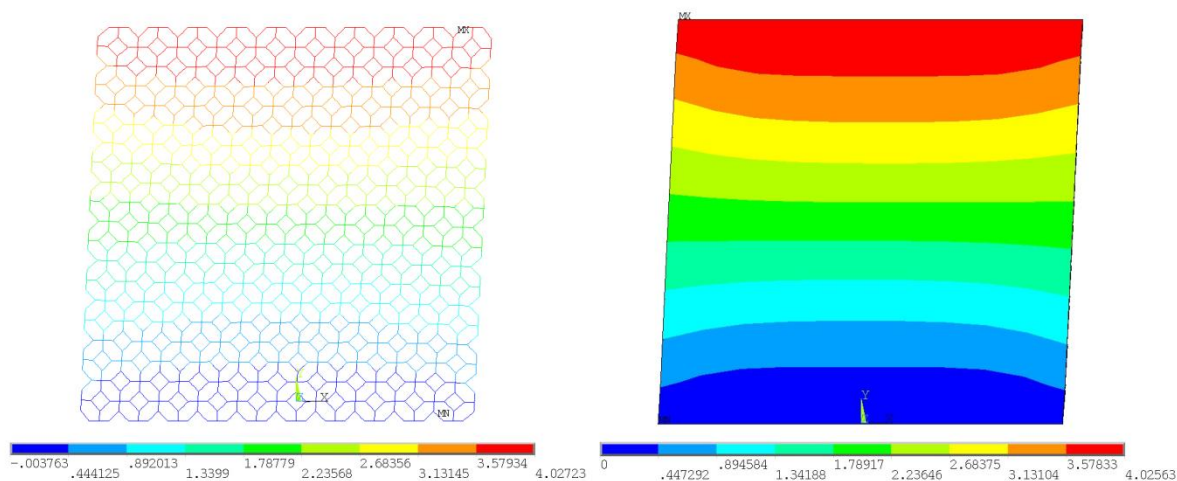 MX
X
MN
-.003763 .892013 1.78779 2.68356 3.57934
.444125 1.3399 2.23568 3.13145 4.02723
MX
Y
0 .894584 1.78917 2.68375 3.57833
.447292 1.34188 2.23646 3.13104 4.02563